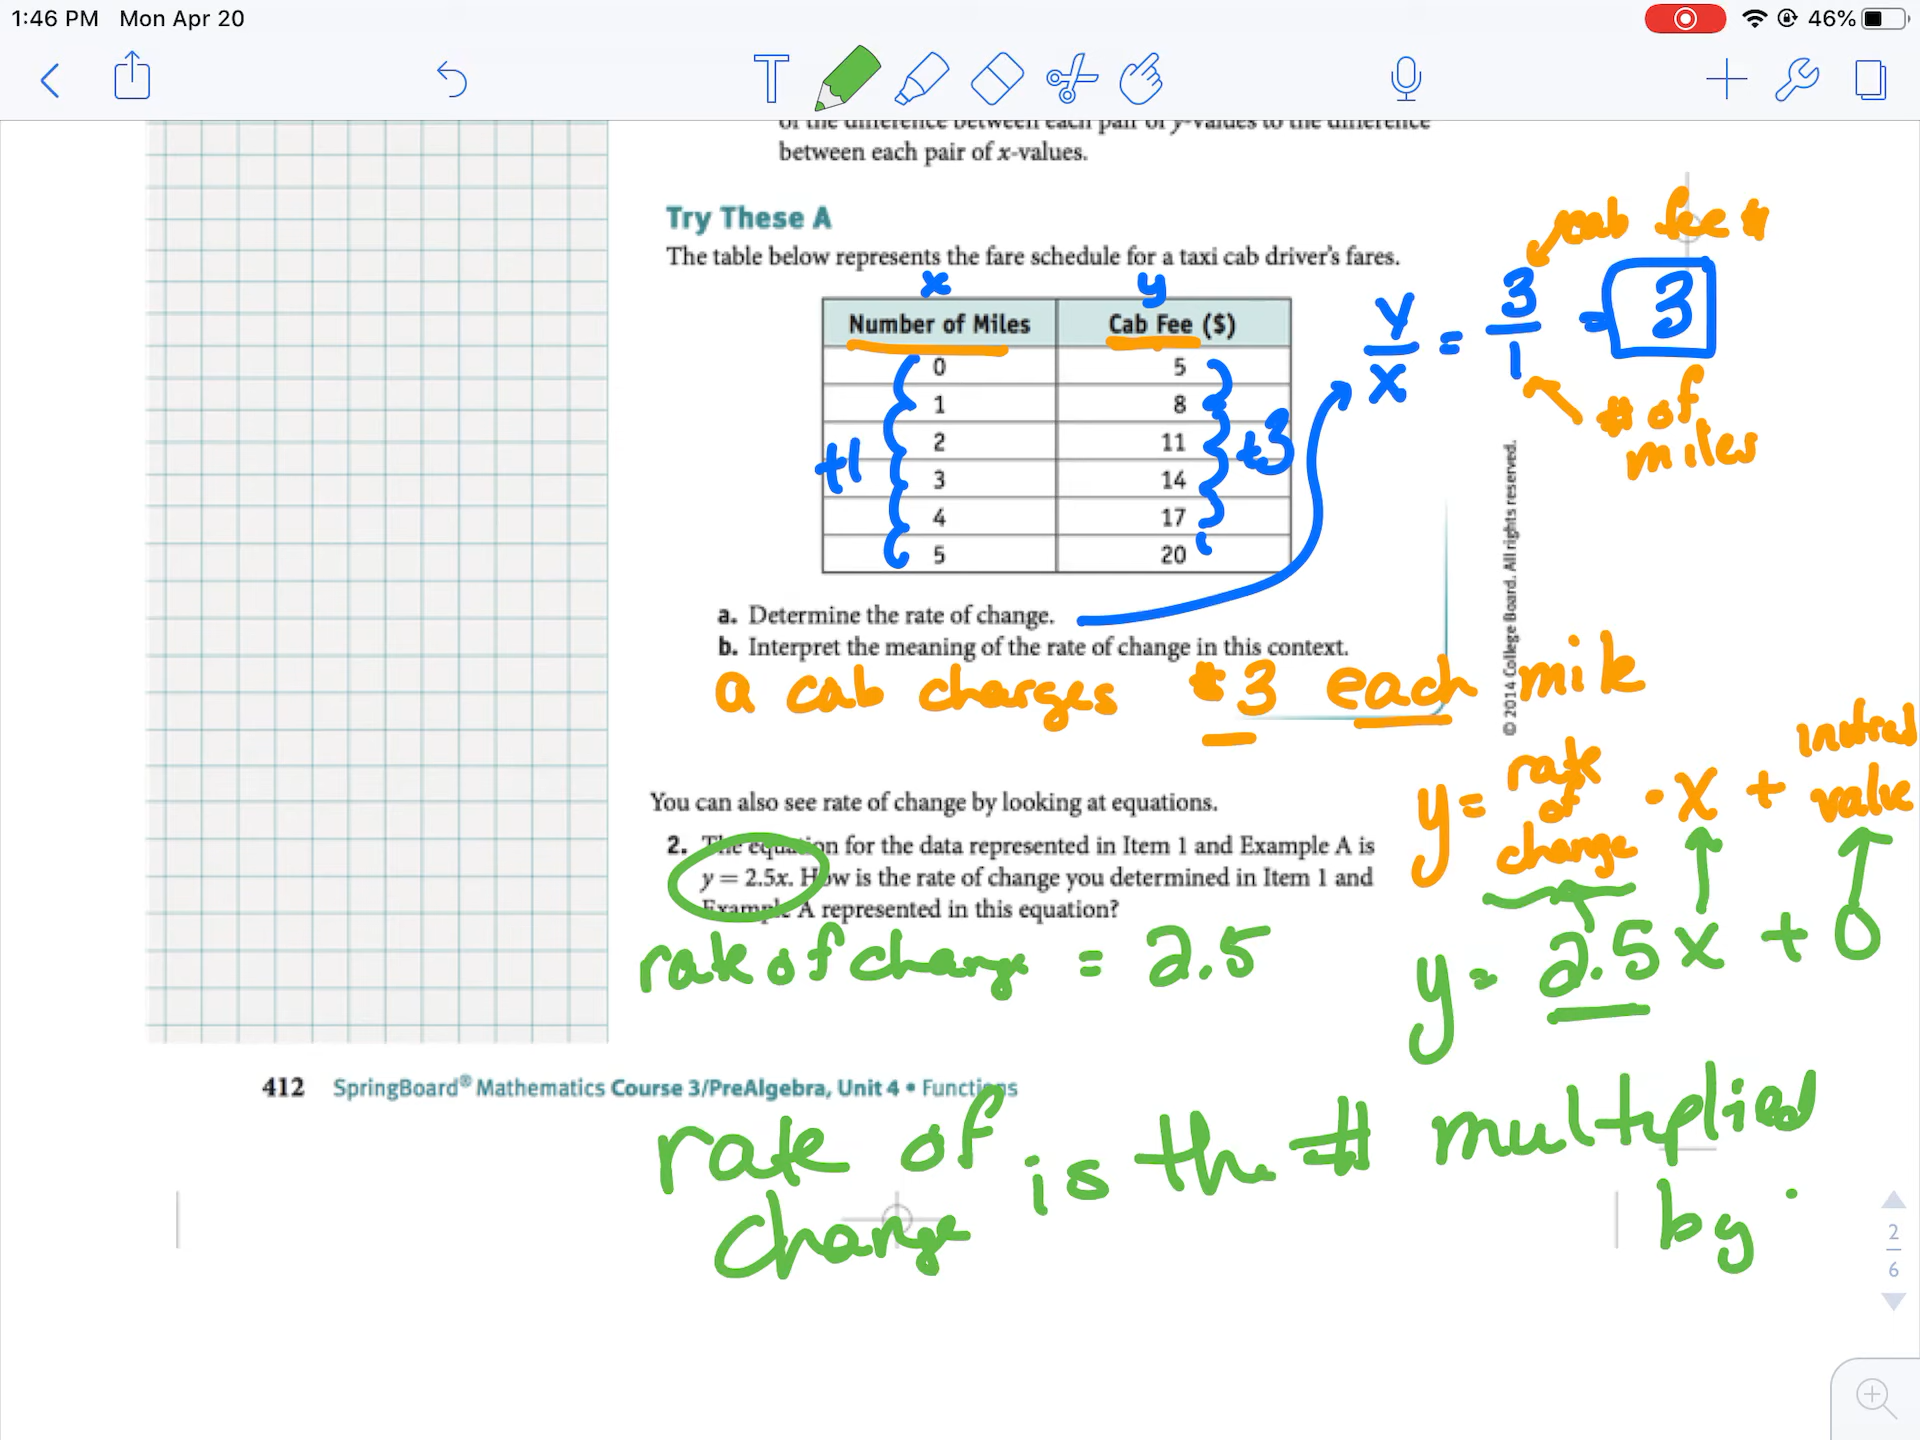 1:46 PM Mon Apr 20
46%
T
of the difference between each pair of y-values to the difference
between each pair of x-values.
Try These A
The table below represents the fare schedule for a taxi cab driver's fares.
x y
Number of Miles Cab Fee ($)
0 5
1 8
2 11
3 14
4 17
5 20
+1
+3
y/x = 3/1 = 3
cab fee $
# of
miles
a. Determine the rate of change.
b. Interpret the meaning of the rate of change in this context.
a cab charges $3 each mile
© 2014 College Board. All rights reserved.
You can also see rate of change by looking at equations.
2. The equation for the data represented in Item 1 and Example A is
y = 2.5x. How is the rate of change you determined in Item 1 and
Example A represented in this equation?
rate of change = 2.5
y = rate of change · x + initial value
y = 2.5x + 0
412 SpringBoard® Mathematics Course 3/PreAlgebra, Unit 4 • Functions
rate of change is the # multiplied
by
2
6